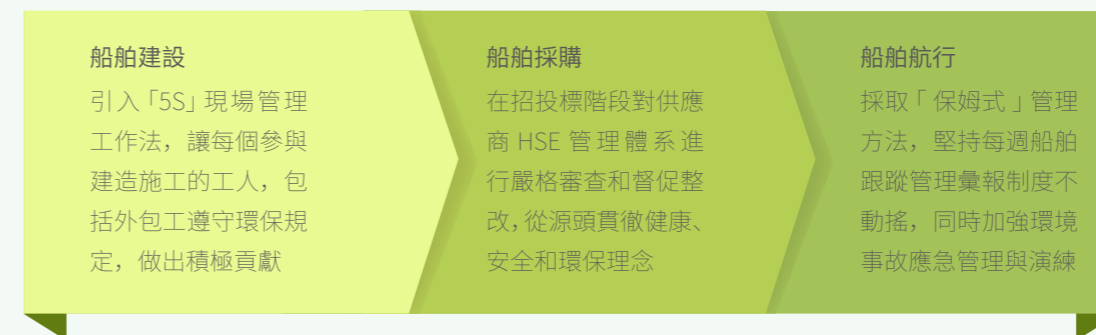 船舶建設
引入「5S」現場管理
工作法，讓每個參與
建造施工的工人，包
括外包工遵守環保規
定，做出積極貢獻
船舶採購
在招投標階段對供應
商 HSE 管理體系進
行嚴格審查和督促整
改，從源頭貫徹健康、
安全和環保理念
船舶航行
採取「保姆式」管理
方法，堅持每週船舶
跟蹤管理彙報制度不
動搖，同時加強環境
事故應急管理與演練